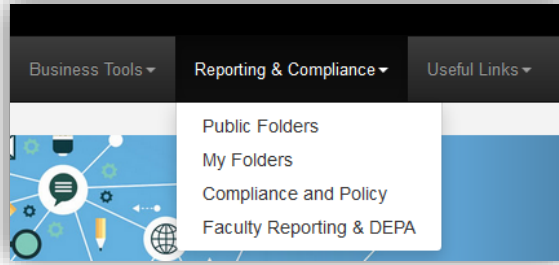 Business Tools Reporting & Compliance Useful Links
Public Folders
My Folders
Compliance and Policy
Faculty Reporting & DEPA